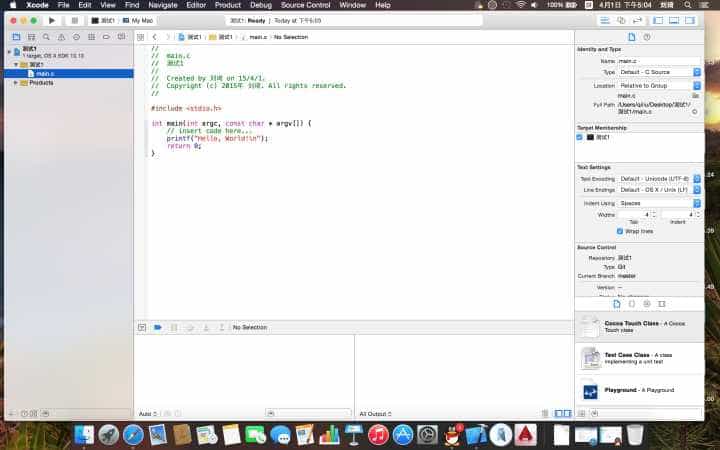 Xcode File Edit View Find Navigate Editor Product Debug Source Control Window Help
100% 4月1日 下午5:04 刘琦
测试1 My Mac
测试1: Ready | Today at 下午5:03
测试1 测试1 main.c No Selection
测试1
1 target, OS X SDK 10.10
测试1
main.c
Products
//
// main.c
// 测试1
//
// Created by 刘琦 on 15/4/1.
// Copyright (c) 2015年 刘琦. All rights reserved.
//
#include <stdio.h>
int main(int argc, const char * argv[]) {
// insert code here...
printf("Hello, World!\n");
return 0;
}
Identity and Type
Name main.c
Type Default - C Source
Location Relative to Group
main.c
Full Path /Users/qiliu/Desktop/测试1/
测试1/main.c
Target Membership
测试1
Text Settings
Text Encoding Default - Unicode (UTF-8)
Line Endings Default - OS X / Unix (LF)
Indent Using Spaces
Widths 4 4
Tab Indent
Wrap lines
Source Control
Repository 测试1
Type Git
Current Branch master
Version --
No Selection
Cocoa Touch Class - A Cocoa
Touch class
Test Case Class - A class
implementing a unit test
Playground - A Playground
Auto
All Output